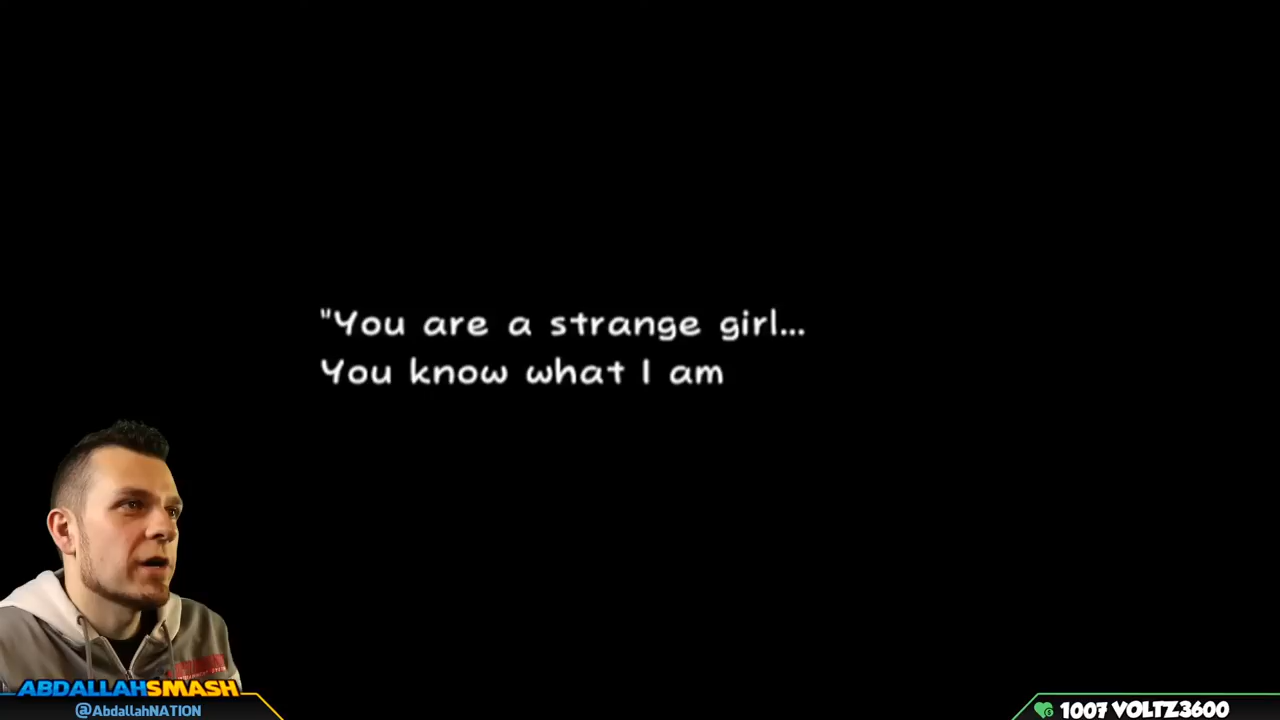 "You are a strange girl...
You know what I am
ABDALLAHSMASH
@AbdallahNATION
1007 VOLTZ3600